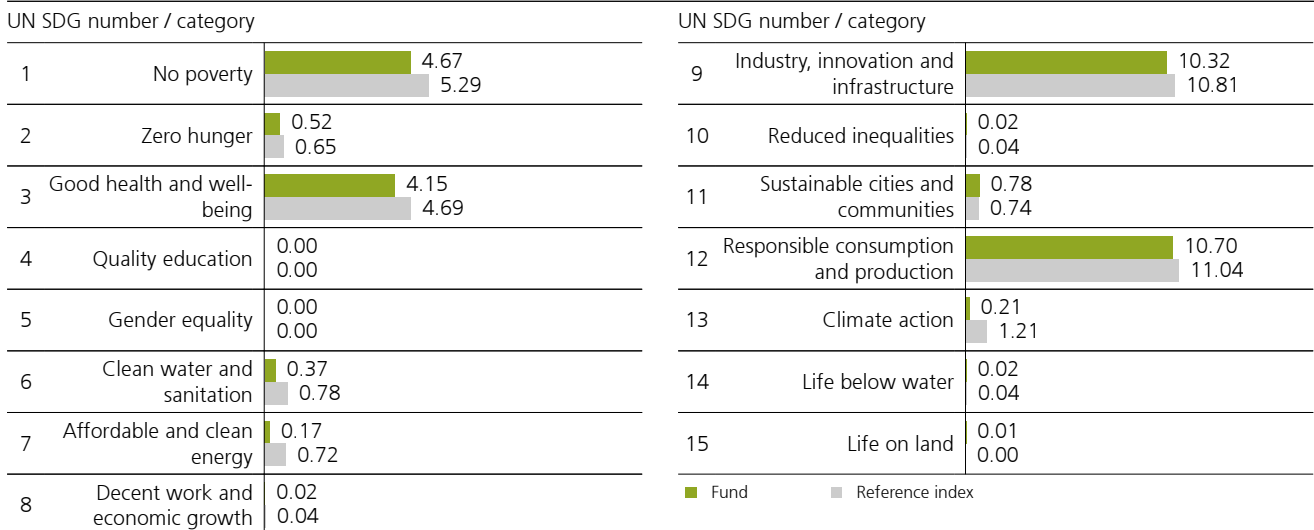 UN SDG number / category
1
No poverty
4.67
5.29
2
Zero hunger
0.52
0.65
3
Good health and well-
being
4.15
4.69
4
Quality education
0.00
0.00
5
Gender equality
0.00
0.00
6
Clean water and
sanitation
0.37
0.78
7
Affordable and clean
energy
0.17
0.72
8
Decent work and
economic growth
0.02
0.04
UN SDG number / category
9
Industry, innovation and
infrastructure
10.32
10.81
10
Reduced inequalities
0.02
0.04
11
Sustainable cities and
communities
0.78
0.74
12
Responsible consumption
and production
10.70
11.04
13
Climate action
0.21
1.21
14
Life below water
0.02
0.04
15
Life on land
0.01
0.00
Fund
Reference index